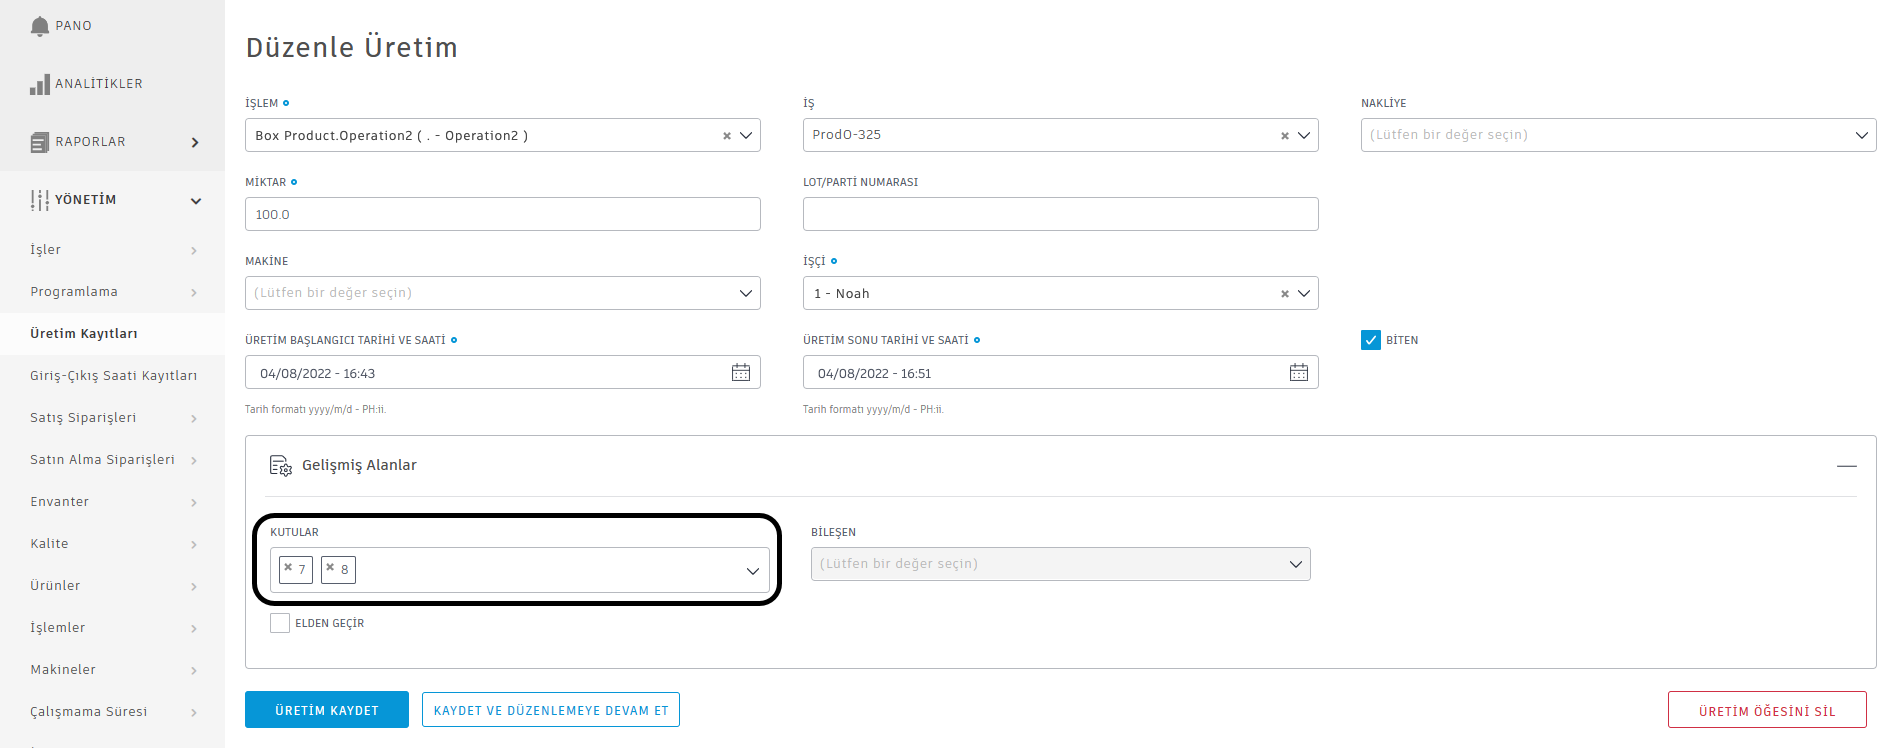 PANO
ANALİTİKLER
RAPORLAR
YÖNETİM
İşler
Programlama
Üretim Kayıtları
Giriş-Çıkış Saati Kayıtları
Satış Siparişleri
Satın Alma Siparişleri
Envanter
Kalite
Ürünler
İşlemler
Makineler
Çalışmama Süresi
Düzenle Üretim
İŞLEM
Box Product.Operation2 ( . - Operation2 )
İŞ
ProdO-325
NAKLİYE
(Lütfen bir değer seçin)
MİKTAR
100.0
LOT/PARTİ NUMARASI
MAKİNE
(Lütfen bir değer seçin)
İŞÇİ
1 - Noah
ÜRETİM BAŞLANGICI TARİHİ VE SAATİ
04/08/2022 - 16:43
Tarih formatı yyyy/m/d - PH:ii.
ÜRETİM SONU TARİHİ VE SAATİ
04/08/2022 - 16:51
Tarih formatı yyyy/m/d - PH:ii.
BİTEN
Gelişmiş Alanlar
KUTULAR
7 8
BİLEŞEN
(Lütfen bir değer seçin)
ELDEN GEÇİR
ÜRETİM KAYDET
KAYDET VE DÜZENLEMEYE DEVAM ET
ÜRETİM ÖĞESİNİ SİL